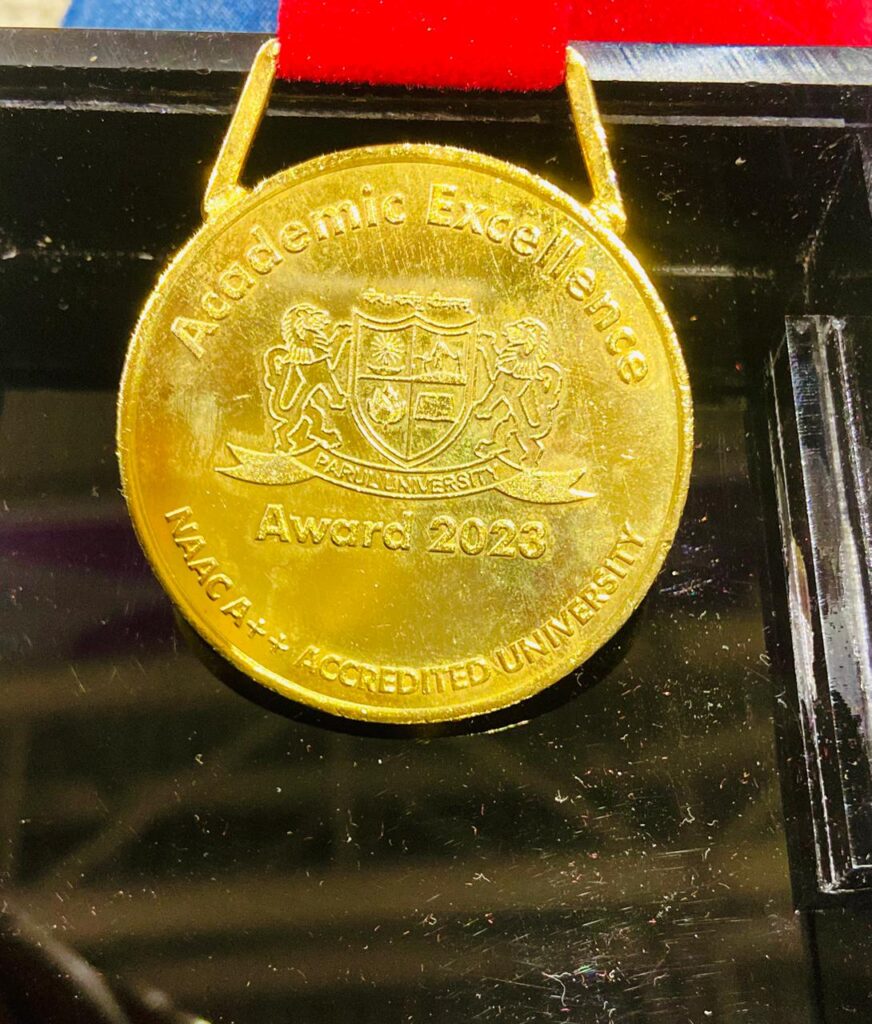 Academic Excellence
PARUL UNIVERSITY
Award 2023
NAAC A++ ACCREDITED UNIVERSITY